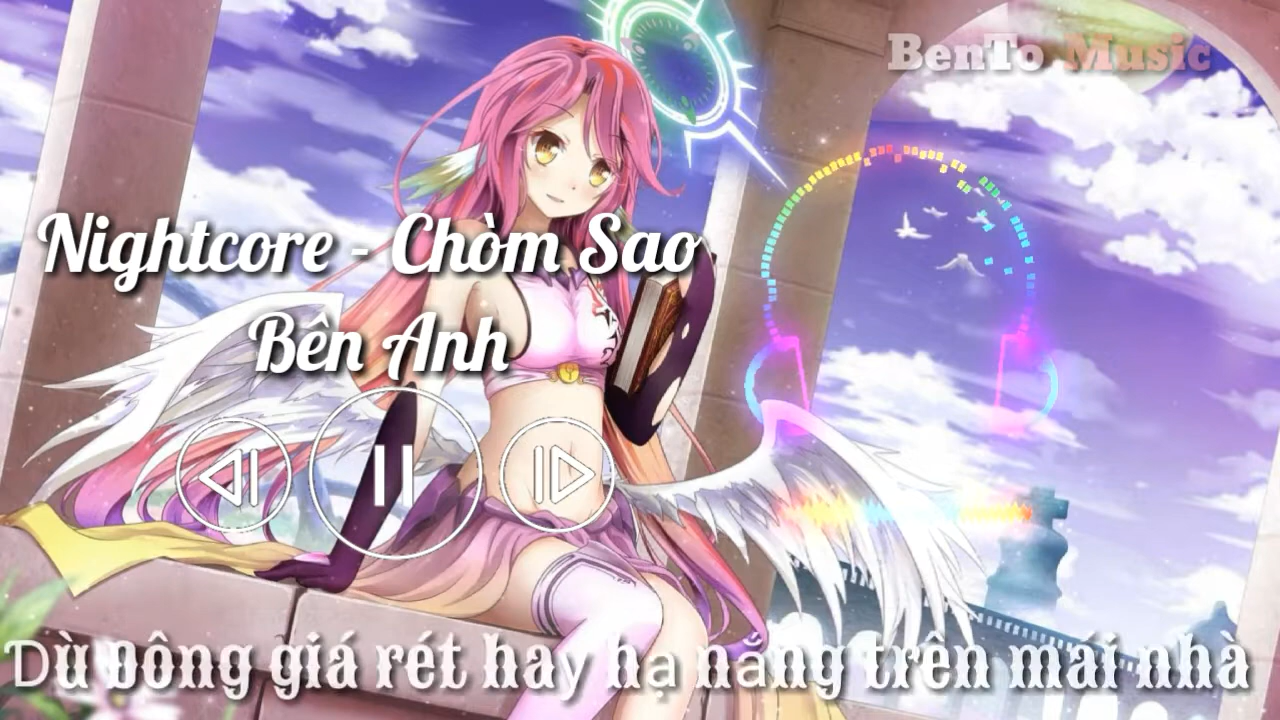 BenTo Music
Nightcore - Chòm Sao
Bên Anh
Dù Đông giá rét hay hạ nắng trên mái nhà